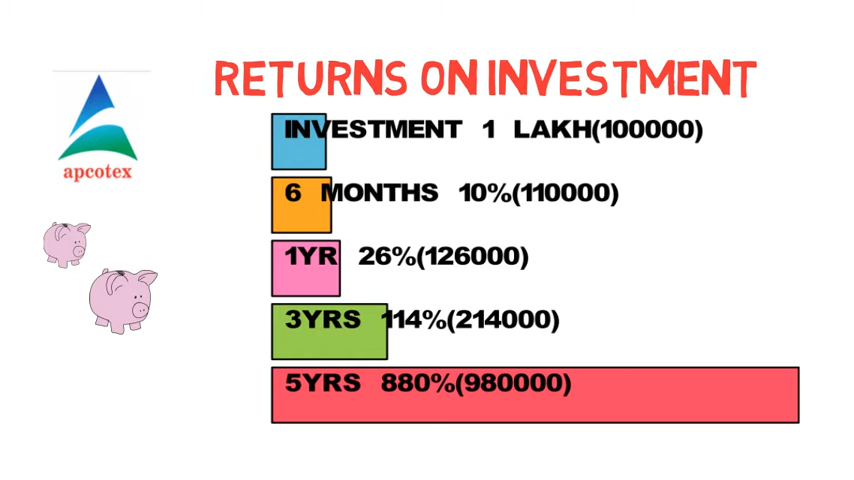 RETURNS ON INVESTMENT
apcotex
INVESTMENT 1 LAKH(100000)
6 MONTHS 10%(110000)
1YR 26%(126000)
3YRS 114%(214000)
5YRS 880%(980000)